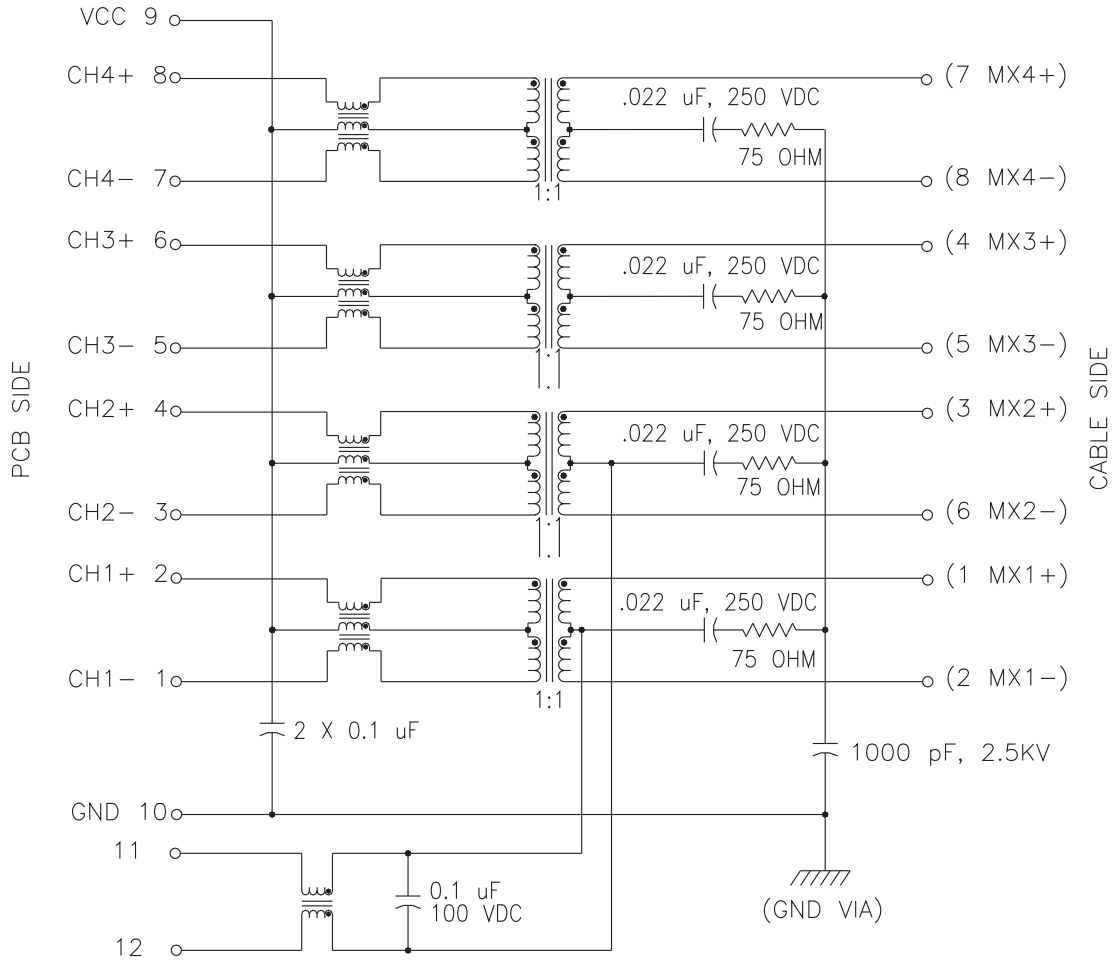 VCC 9
CH4+ 8
(7 MX4+)
.022 uF, 250 VDC
75 OHM
CH4- 7
(8 MX4-)
1:1
CH3+ 6
(4 MX3+)
.022 uF, 250 VDC
75 OHM
CH3- 5
(5 MX3-)
1:1
PCB SIDE
CABLE SIDE
CH2+ 4
(3 MX2+)
.022 uF, 250 VDC
75 OHM
CH2- 3
(6 MX2-)
1:1
CH1+ 2
(1 MX1+)
.022 uF, 250 VDC
75 OHM
CH1- 1
(2 MX1-)
1:1
2 X 0.1 uF
1000 pF, 2.5KV
GND 10
11
0.1 uF
100 VDC
(GND VIA)
12